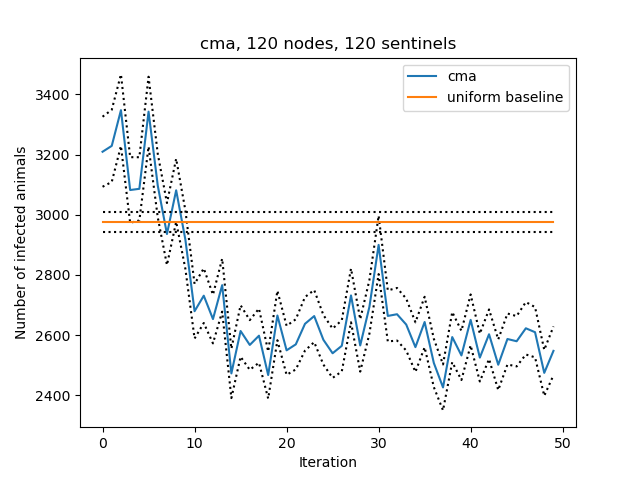 cma, 120 nodes, 120 sentinels
cma
uniform baseline
Number of infected animals
3400
3200
3000
2800
2600
2400
0 10 20 30 40 50
Iteration